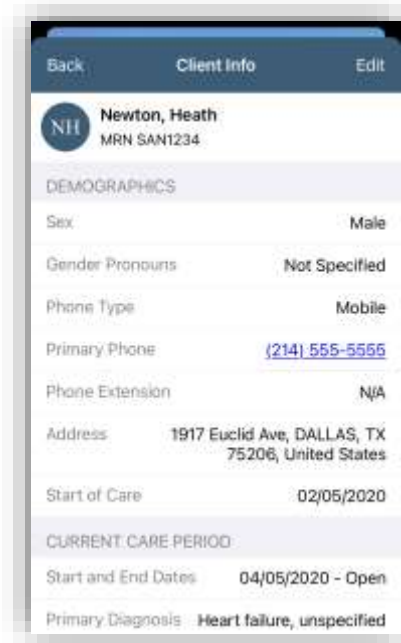 Back Client Info Edit
NH
Newton, Heath
MRN SAN1234
DEMOGRAPHICS
Sex Male
Gender Pronouns Not Specified
Phone Type Mobile
Primary Phone (214) 555-5555
Phone Extension N/A
Address 1917 Euclid Ave, DALLAS, TX
75206, United States
Start of Care 02/05/2020
CURRENT CARE PERIOD
Start and End Dates 04/05/2020 - Open
Primary Diagnosis Heart failure, unspecified